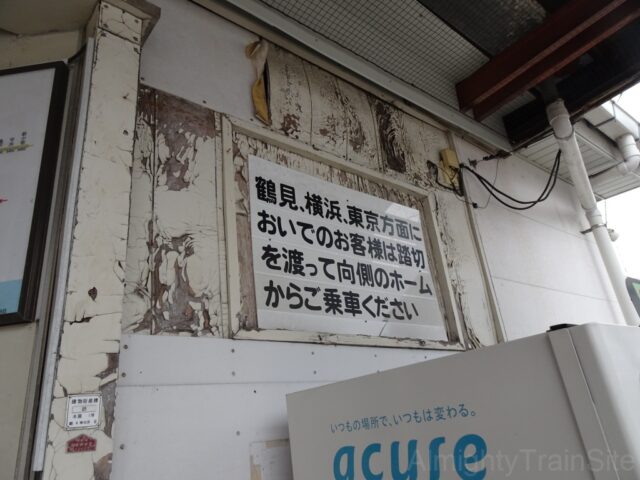 鶴見、横浜、東京方面に
おいでのお客様は踏切
を渡って向側のホーム
からご乗車ください
いつもの場所で、いつもは変わる。
acure
AlmightyTrainSite